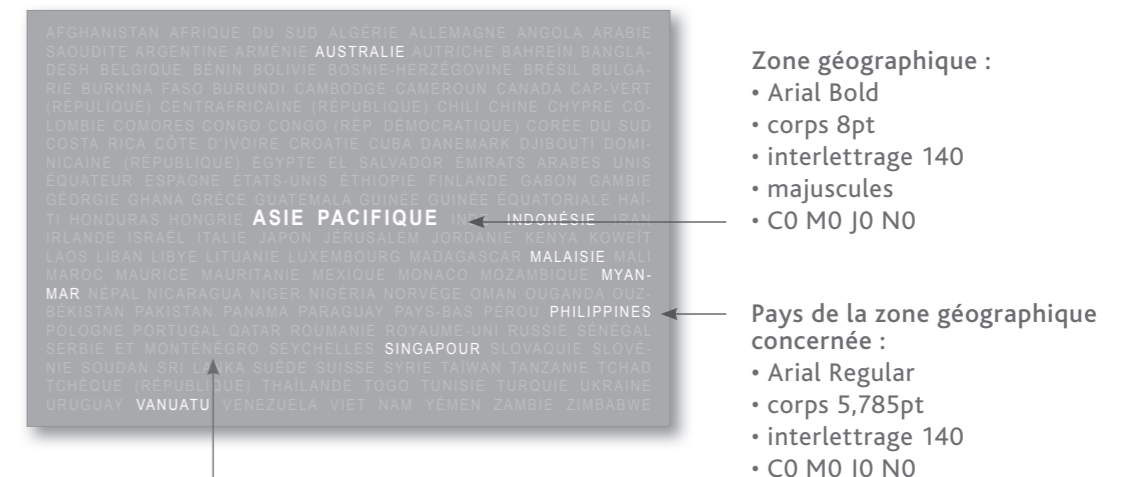 AFGHANISTAN AFRIQUE DU SUD ALGÉRIE ALLEMAGNE ANGOLA ARABIE
SAOUDITE ARGENTINE ARMÉNIE AUSTRALIE AUTRICHE BAHREÏN BANGLA-
DESH BELGIQUE BÉNIN BOLIVIE BOSNIE-HERZÉGOVINE BRÉSIL BULGA-
RIE BURKINA FASO BURUNDI CAMBODGE CAMEROUN CANADA CAP-VERT
(RÉPULIQUE) CENTRAFRICAINE (RÉPUBLIQUE) CHILI CHINE CHYPRE CO-
LOMBIE COMORES CONGO CONGO (RÉP. DÉMOCRATIQUE) CORÉE DU SUD
COSTA RICA CÔTE D'IVOIRE CROATIE CUBA DANEMARK DJIBOUTI DOMI-
NICAINE (RÉPUBLIQUE) ÉGYPTE EL SALVADOR ÉMIRATS ARABES UNIS
ÉQUATEUR ESPAGNE ÉTATS-UNIS ÉTHIOPIE FINLANDE GABON GAMBIE
GÉORGIE GHANA GRÈCE GUATEMALA GUINÉE GUINÉE ÉQUATORIALE HAÏ-
TI HONDURAS HONGRIE ASIE PACIFIQUE INDONÉSIE IRAN
IRLANDE ISRAËL ITALIE JAPON JERUSALEM JORDANIE KENYA KOWEÏT
LAOS LIBAN LIBYE LITUANIE LUXEMBOURG MADAGASCAR MALAISIE MALI
MAROC MAURICE MAURITANIE MEXIQUE MONACO MOZAMBIQUE MYAN-
MAR NÉPAL NICARAGUA NIGER NIGÉRIA NORVÈGE OMAN OUGANDA OUZ-
BÉKISTAN PAKISTAN PANAMA PARAGUAY PAYS-BAS PÉROU PHILIPPINES
POLOGNE PORTUGAL QATAR ROUMANIE ROYAUME-UNI RUSSIE SÉNÉGAL
SERBIE ET MONTÉNÉGRO SEYCHELLES SINGAPOUR SLOVAQUIE SLOVÉ-
NIE SOUDAN SRI LANKA SUÈDE SUISSE SYRIE TAÏWAN TANZANIE TCHAD
TCHÈQUE (RÉPUBLIQUE) THAÏLANDE TOGO TUNISIE TURQUIE UKRAINE
URUGUAY VANUATU VENEZUELA VIET NAM YÉMEN ZAMBIE ZIMBABWE
Zone géographique :
• Arial Bold
• corps 8pt
• interlettrage 140
• majuscules
• C0 M0 J0 N0
Pays de la zone géographique
concernée :
• Arial Regular
• corps 5,785pt
• interlettrage 140
• C0 M0 J0 N0